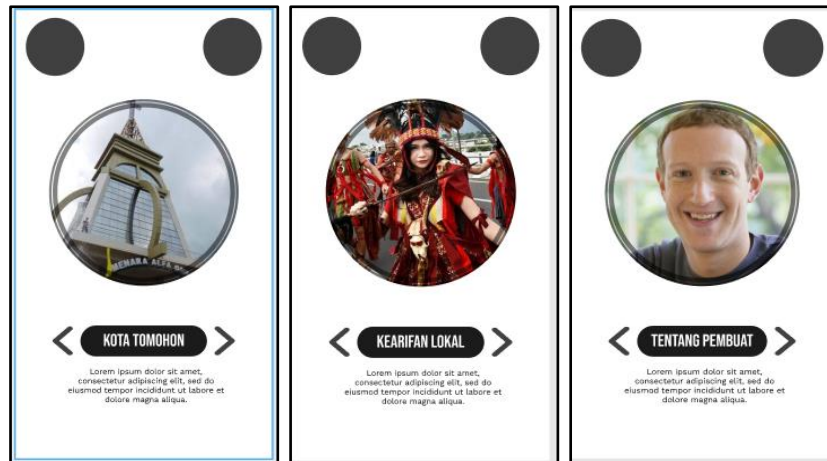 MENARA ALFA
KOTA TOMOHON
Lorem ipsum dolor sit amet,
consectetur adipiscing elit, sed do
eiusmod tempor incididunt ut labore et
dolore magna aliqua.
KEARIFAN LOKAL
Lorem ipsum dolor sit amet,
consectetur adipiscing elit, sed do
eiusmod tempor incididunt ut labore et
dolore magna aliqua.
TENTANG PEMBUAT
Lorem ipsum dolor sit amet,
consectetur adipiscing elit, sed do
eiusmod tempor incididunt ut labore et
dolore magna aliqua.